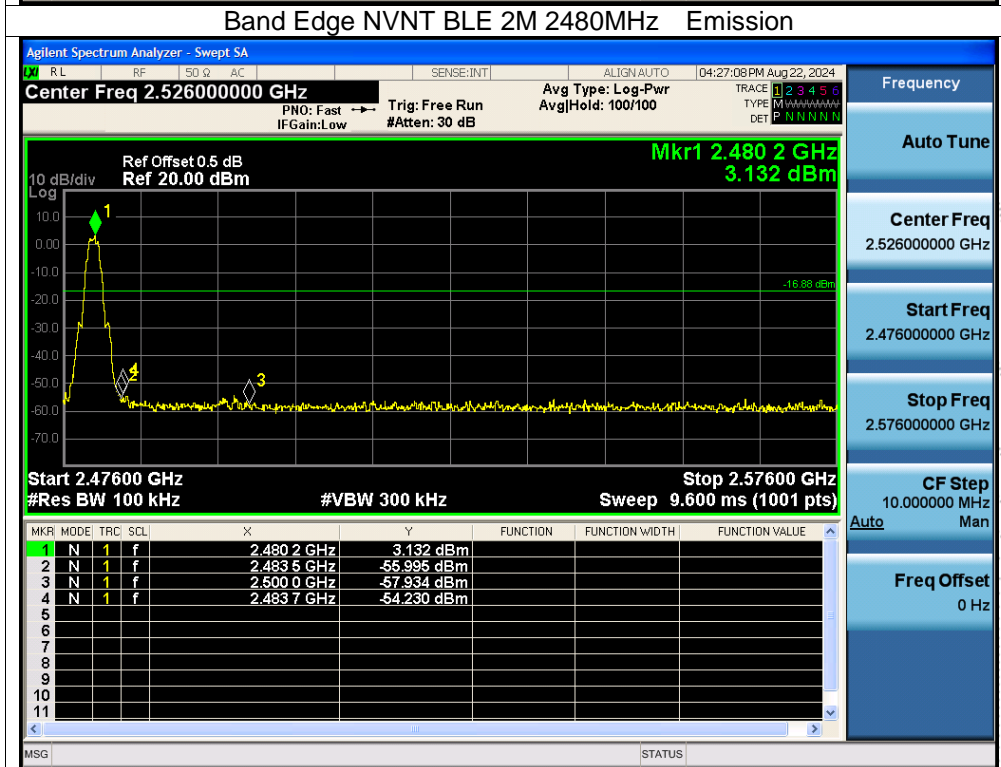 Band Edge NVNT BLE 2M 2480MHz Emission
Agilent Spectrum Analyzer - Swept SA
LXI RL RF 50 Ω AC SENSE:INT ALIGN AUTO 04:27:08 PM Aug 22, 2024
Center Freq 2.526000000 GHz
PNO: Fast
IFGain:Low
Trig: Free Run
#Atten: 30 dB
Avg Type: Log-Pwr
Avg|Hold: 100/100
TRACE 1 2 3 4 5 6
TYPE M W W W W W
DET P N N N N N
Ref Offset 0.5 dB
10 dB/div Ref 20.00 dBm
Log
Mkr1 2.480 2 GHz
3.132 dBm
10.0
0.00
-10.0
-20.0
-30.0
-40.0
-50.0
-60.0
-70.0
1
-16.88 dBm
4
2
3
Start 2.47600 GHz Stop 2.57600 GHz
#Res BW 100 kHz #VBW 300 kHz Sweep 9.600 ms (1001 pts)
MKR MODE TRC SCL X Y FUNCTION FUNCTION WIDTH FUNCTION VALUE
1 N 1 f 2.480 2 GHz 3.132 dBm
2 N 1 f 2.483 5 GHz -55.995 dBm
3 N 1 f 2.500 0 GHz -57.934 dBm
4 N 1 f 2.483 7 GHz -54.230 dBm
5
6
7
8
9
10
11
MSG STATUS
Frequency
Auto Tune
Center Freq
2.526000000 GHz
Start Freq
2.476000000 GHz
Stop Freq
2.576000000 GHz
CF Step
10.000000 MHz
Auto Man
Freq Offset
0 Hz